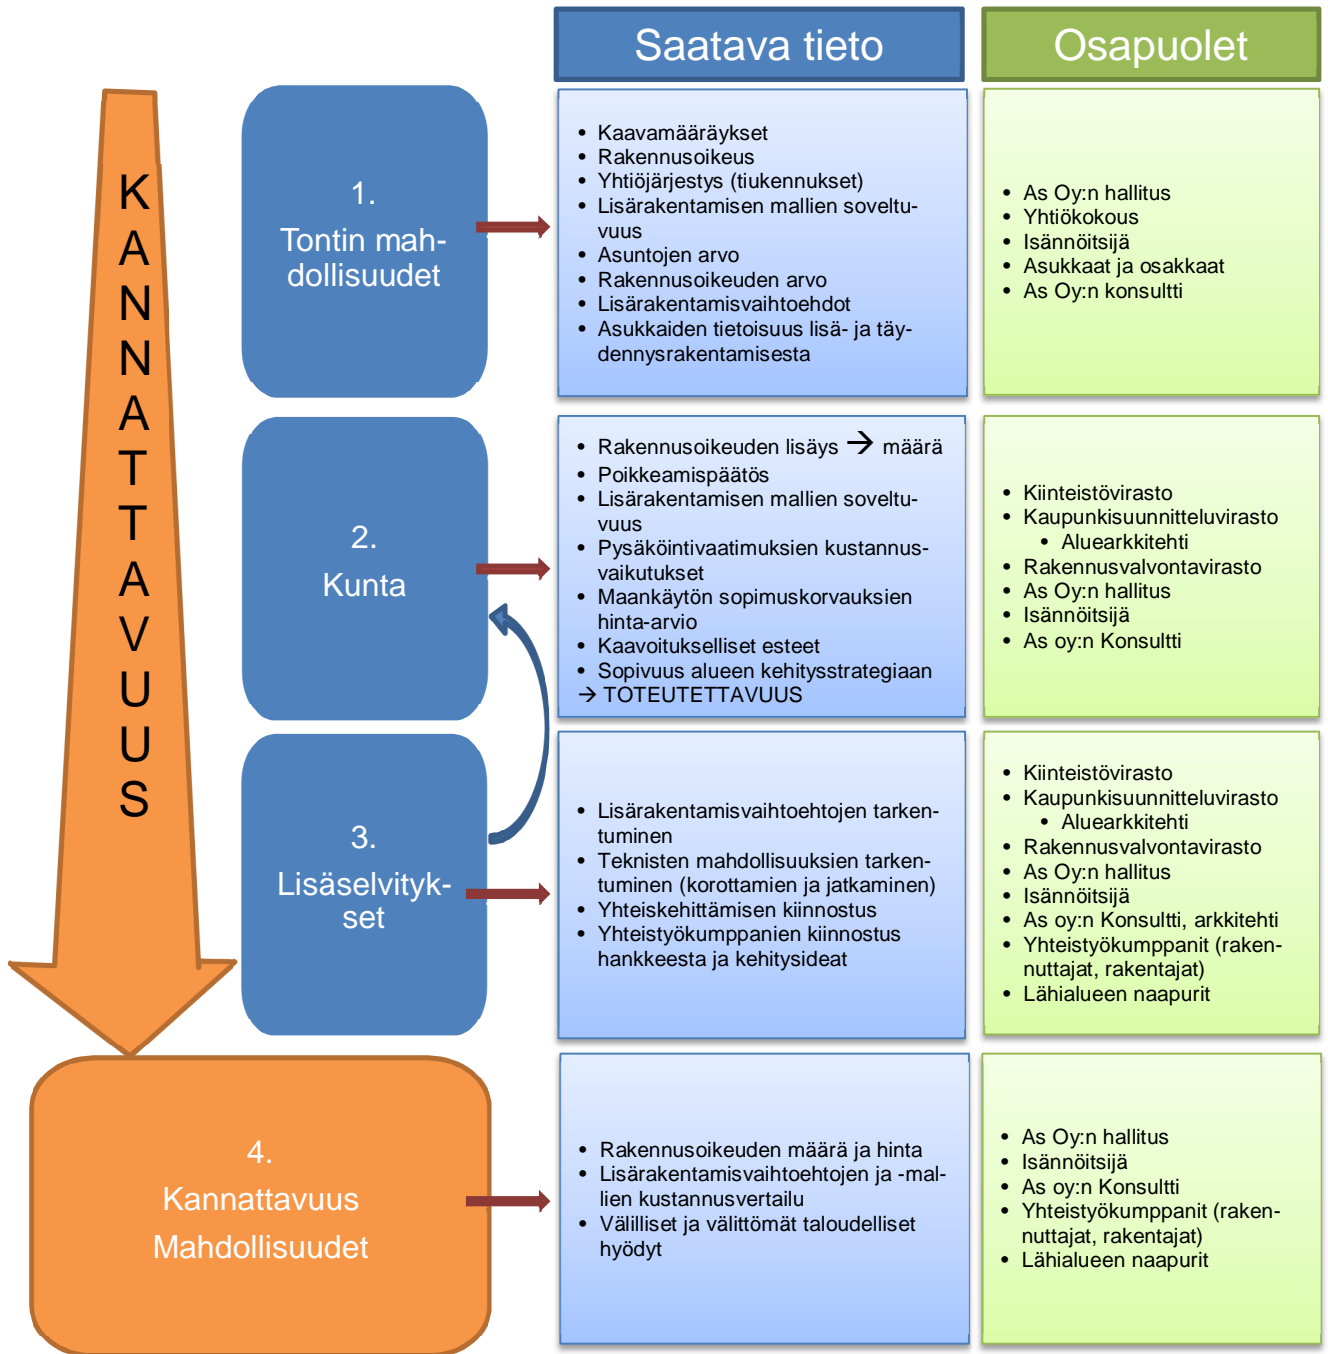 Saatava tieto
Osapuolet
K
A
N
N
A
T
T
A
V
U
U
S
1.
Tontin mah-
dollisuudet
• Kaavamääräykset
• Rakennusoikeus
• Yhtiöjärjestys (tiukennukset)
• Lisärakentamisen mallien soveltu-
vuus
• Asuntojen arvo
• Rakennusoikeuden arvo
• Lisärakentamisvaihtoehdot
• Asukkaiden tietoisuus lisä- ja täy-
dennysrakentamisesta
• As Oy:n hallitus
• Yhtiökokous
• Isännöitsijä
• Asukkaat ja osakkaat
• As Oy:n konsultti
2.
Kunta
• Rakennusoikeuden lisäys → määrä
• Poikkeamispäätös
• Lisärakentamisen mallien soveltu-
vuus
• Pysäköintivaatimuksien kustannus-
vaikutukset
• Maankäytön sopimuskorvauksien
hinta-arvio
• Kaavoitukselliset esteet
• Sopivuus alueen kehitysstrategiaan
→ TOTEUTETTAVUUS
• Kiinteistövirasto
• Kaupunkisuunnitteluvirasto
• Aluearkkitehti
• Rakennusvalvontavirasto
• As Oy:n hallitus
• Isännöitsijä
• As oy:n Konsultti
3.
Lisäselvityk-
set
• Lisärakentamisvaihtoehtojen tarken-
tuminen
• Teknisten mahdollisuuksien tarken-
tuminen (korottamien ja jatkaminen)
• Yhteiskehittämisen kiinnostus
• Yhteistyökumppanien kiinnostus
hankkeesta ja kehitysideat
• Kiinteistövirasto
• Kaupunkisuunnitteluvirasto
• Aluearkkitehti
• Rakennusvalvontavirasto
• As Oy:n hallitus
• Isännöitsijä
• As oy:n Konsultti, arkkitehti
• Yhteistyökumppanit (raken-
nuttajat, rakentajat)
• Lähialueen naapurit
4.
Kannattavuus
Mahdollisuudet
• Rakennusoikeuden määrä ja hinta
• Lisärakentamisvaihtoehtojen ja -mal-
lien kustannusvertailu
• Välilliset ja välittömät taloudelliset
hyödyt
• As Oy:n hallitus
• Isännöitsijä
• As oy:n Konsultti
• Yhteistyökumppanit (raken-
nuttajat, rakentajat)
• Lähialueen naapurit